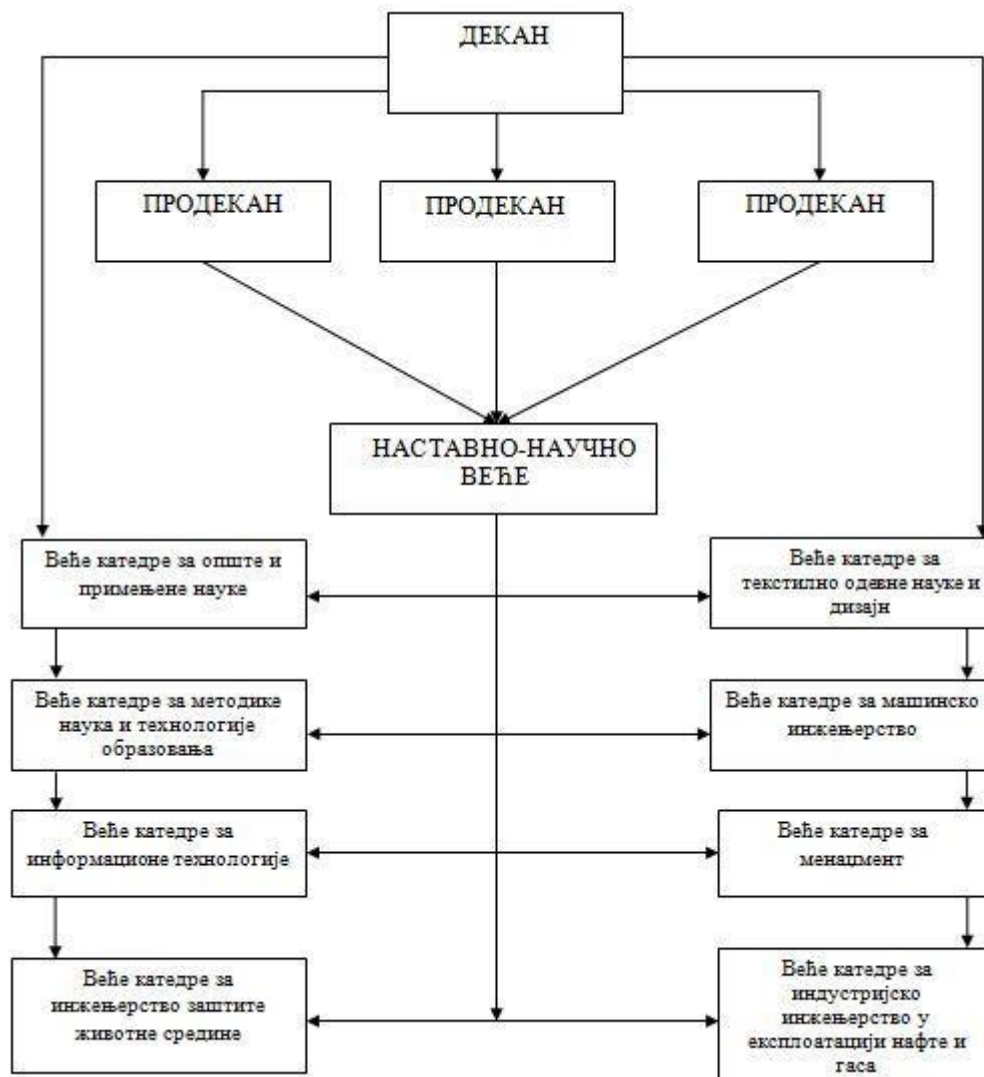 ДЕКАН
ПРОДЕКАН
ПРОДЕКАН
ПРОДЕКАН
НАСТАВНО-НАУЧНО
ВЕЋЕ
Веће катедре за опште и
примењене науке
Веће катедре за
текстилно одевне науке и
дизајн
Веће катедре за методике
наука и технологије
образовања
Веће катедре за машинско
инжењерство
Веће катедре за
информационе технологије
Веће катедре за
менаџмент
Веће катедре за
инжењерство заштите
животне средине
Веће катедре за
индустријско
инжењерство у
експлоатацији нафте и
гаса